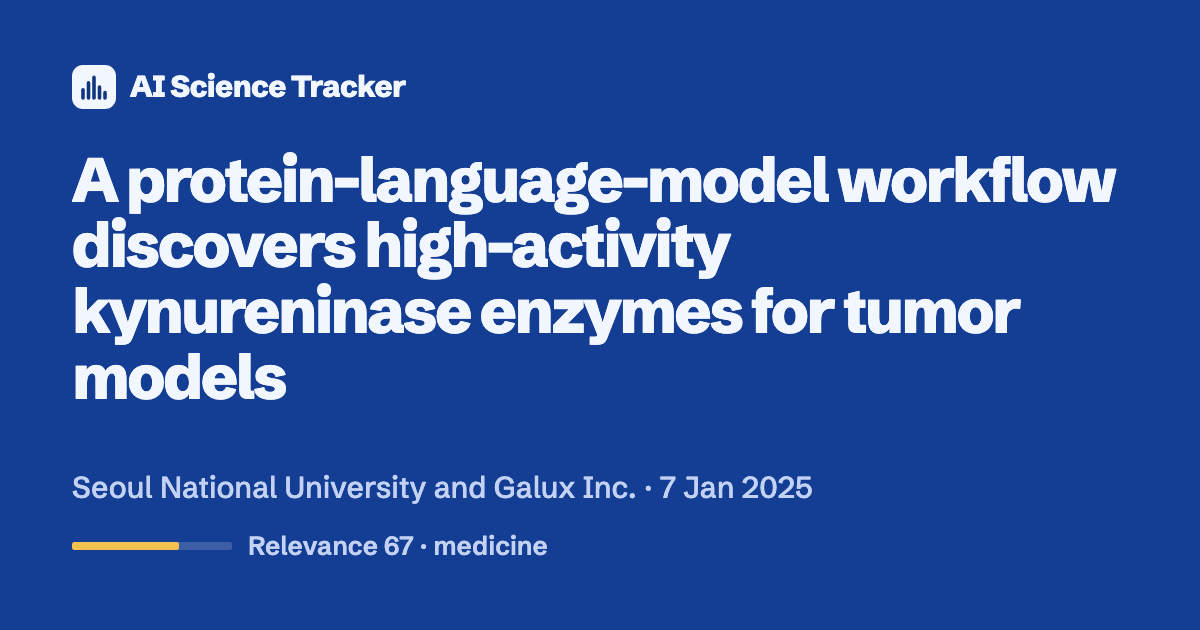 AI Science Tracker
A protein-language-model workflow
discovers high-activity
kynureninase enzymes for tumor
models
Seoul National University and Galux Inc. · 7 Jan 2025
Relevance 67 · medicine